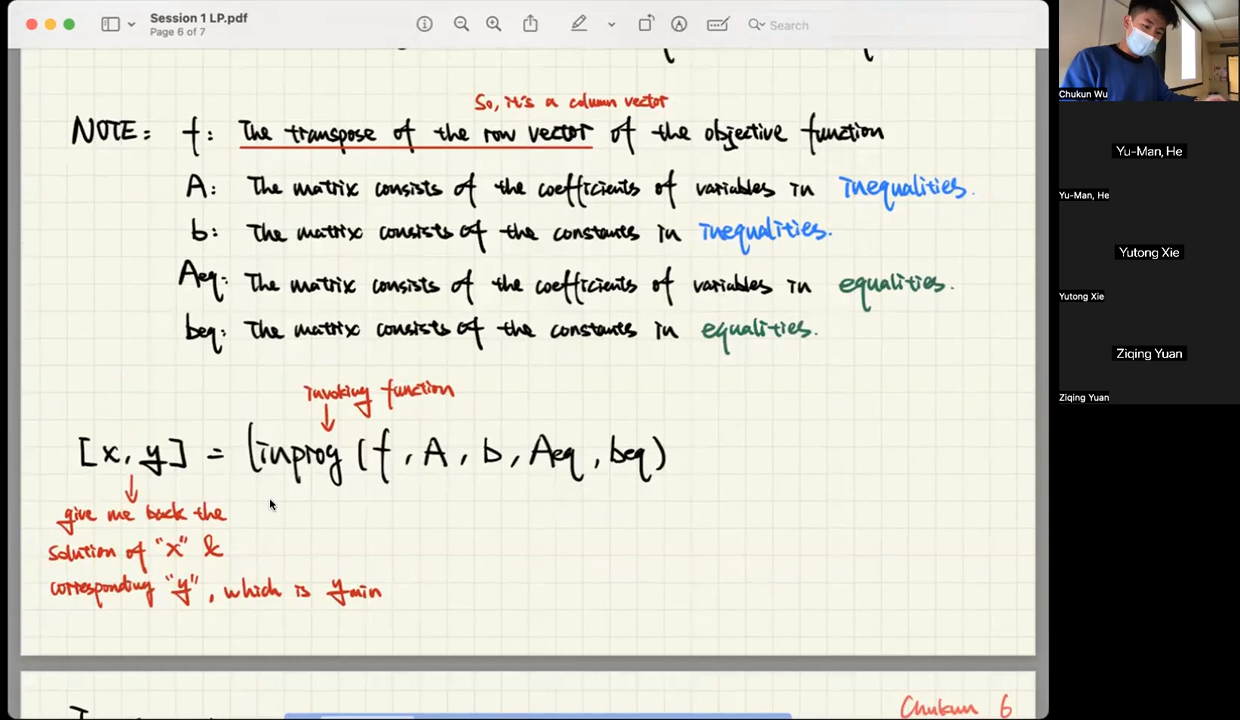 Session 1 LP.pdf
Page 6 of 7
Search
So, it's a column vector
NOTE: f: The transpose of the row vector of the objective function
A: The matrix consists of the coefficients of variables in inequalities.
b: The matrix consists of the constants in inequalities.
Aeq: The matrix consists of the coefficients of variables in equalities.
beq: The matrix consists of the constants in equalities.
invoking function
[x, y] = linprog (f, A, b, Aeq, beq)
give me back the
solution of "x" &
corresponding "y", which is ymin
Chukun 6
Chukun Wu
Yu-Man, He
Yu-Man, He
Yutong Xie
Yutong Xie
Ziqing Yuan
Ziqing Yuan